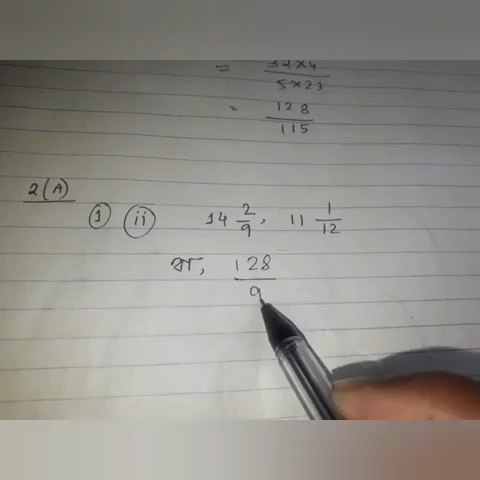 = 32×4 / 5×23
= 128 / 115
2(A)
① ⅱ 14 2/9, 11 1/12
বা, 128 / 9